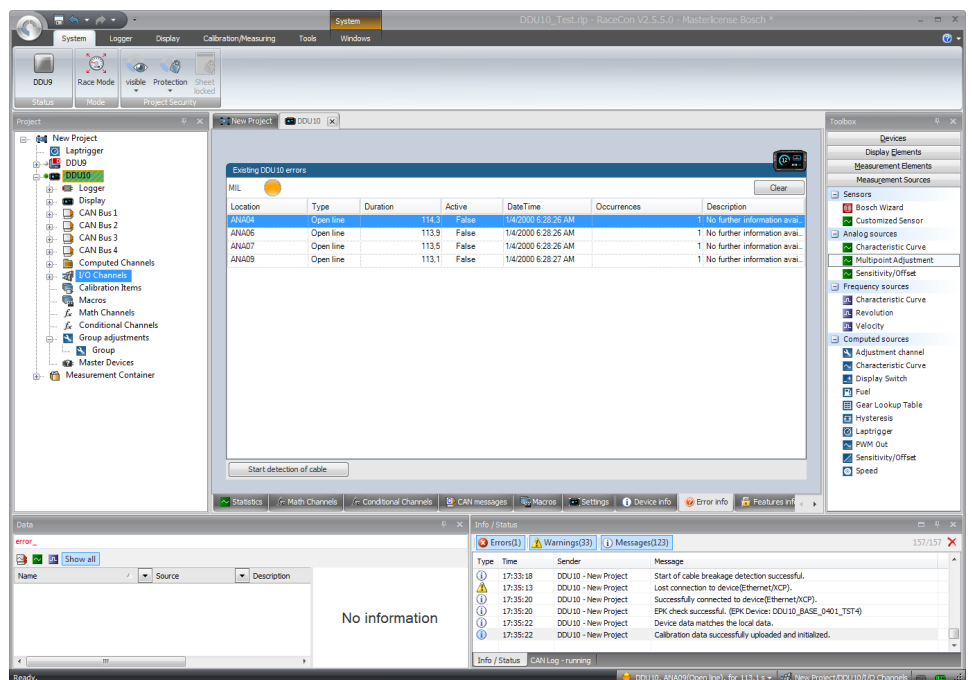 System
DDU10_Test.rlp - RaceCon V2.5.5.0 - Masterlicense Bosch *
System Logger Display Calibration/Measuring Tools Windows
DDU9 Race Mode visible Protection Sheet locked
Status Mode Project Security
Project
New Project
Laptrigger
DDU9
DDU10
Logger
Display
CAN Bus 1
CAN Bus 2
CAN Bus 3
CAN Bus 4
Computed Channels
I/O Channels
Calibration Items
Macros
fx Math Channels
fx Conditional Channels
Group adjustments
Group
Master Devices
Measurement Container
New Project DDU10
Existing DDU10 errors
MIL Clear
Location Type Duration Active DateTime Occurrences Description
ANA04 Open line 114,3 False 1/4/2000 6:28:26 AM 1 No further information avai...
ANA06 Open line 113,9 False 1/4/2000 6:28:26 AM 1 No further information avai...
ANA07 Open line 113,5 False 1/4/2000 6:28:26 AM 1 No further information avai...
ANA09 Open line 113,1 False 1/4/2000 6:28:27 AM 1 No further information avai...
Start detection of cable
Statistics Math Channels Conditional Channels CAN messages Macros Settings Device info Error info Features info
Toolbox
Devices
Display Elements
Measurement Elements
Measurement Sources
Sensors
Bosch Wizard
Customized Sensor
Analog sources
Characteristic Curve
Multipoint Adjustment
Sensitivity/Offset
Frequency sources
Characteristic Curve
Revolution
Velocity
Computed sources
Adjustment channel
Characteristic Curve
Display Switch
Fuel
Gear Lookup Table
Hysteresis
Laptrigger
PWM Out
Sensitivity/Offset
Speed
Data
error_
Show all
Name Source Description
No information
Info / Status
Errors(1) Warnings(33) Messages(123) 157/157
Type Time Sender Message
17:33:18 DDU10 - New Project Start of cable breakage detection successful.
17:35:13 DDU10 - New Project Lost connection to device(Ethernet/XCP).
17:35:20 DDU10 - New Project Successfully connected to device(Ethernet/XCP).
17:35:20 DDU10 - New Project EPK check successful. (EPK Device: DDU10_BASE_0401_TST4)
17:35:22 DDU10 - New Project Device data matches the local data.
17:35:22 DDU10 - New Project Calibration data successfully uploaded and initialized.
Info / Status CAN Log - running
Ready. DDU10, ANA09(Open line), for 113,1 s New Project/DDU10/I/O Channels